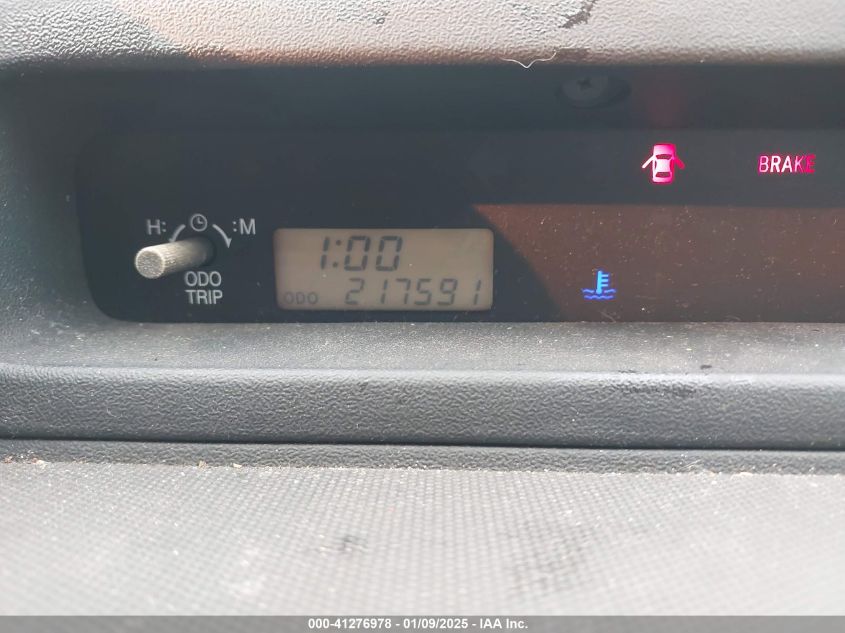 BRAKE
H: :M
1:00
ODO
TRIP
ODO 217591
000-41276978 - 01/09/2025 - IAA Inc.